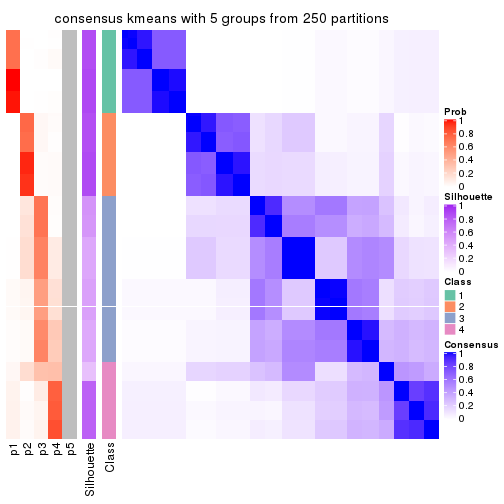 consensus kmeans with 5 groups from 250 partitions
Prob
1
0.8
0.6
0.4
0.2
0
Silhouette
1
0.8
0.6
0.4
0.2
0
Class
1
2
3
4
Consensus
1
0.8
0.6
0.4
0.2
0
p1
p2
p3
p4
p5
Silhouette
Class